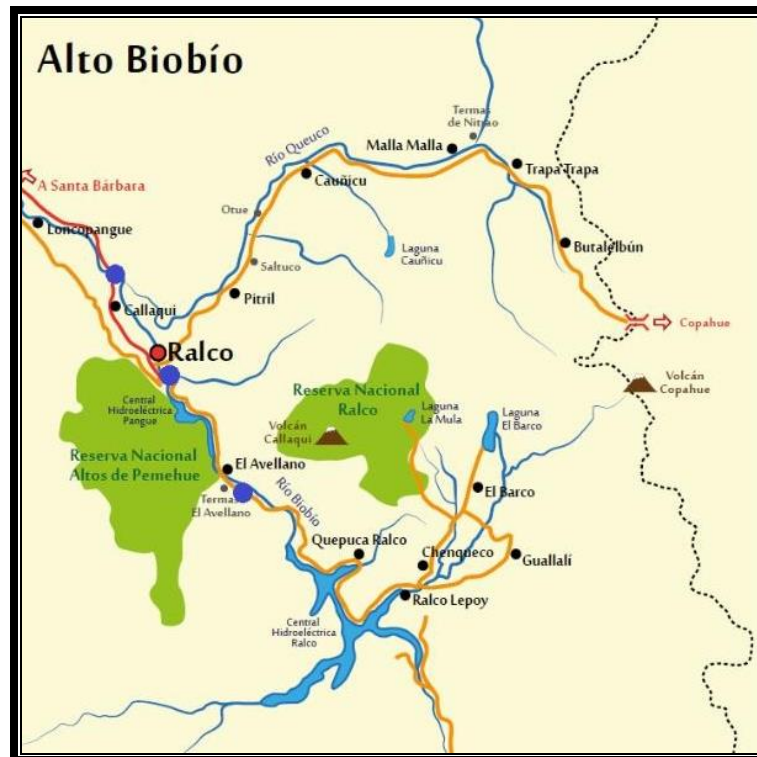 Alto Biobío
Termas
de Nitrao
Malla Malla
Río Queuco
Trapa Trapa
Cauñicu
A Santa Bárbara
Otue
Loncopangue
Laguna
Cauñicu
Butalelbún
Saltuco
Pitril
Callaqui
Copahue
Ralco
Volcán
Copahue
Reserva Nacional
Ralco
Central
Hidroeléctrica
Pangue
Laguna
La Mula
Laguna
El Barco
Volcán
Callaqui
Reserva Nacional
Altos de Pemehue
El Avellano
Río Biobío
Termas
El Avellano
El Barco
Quepuca Ralco
Chenqueco
Guallalí
Ralco Lepoy
Central
Hidroeléctrica
Ralco